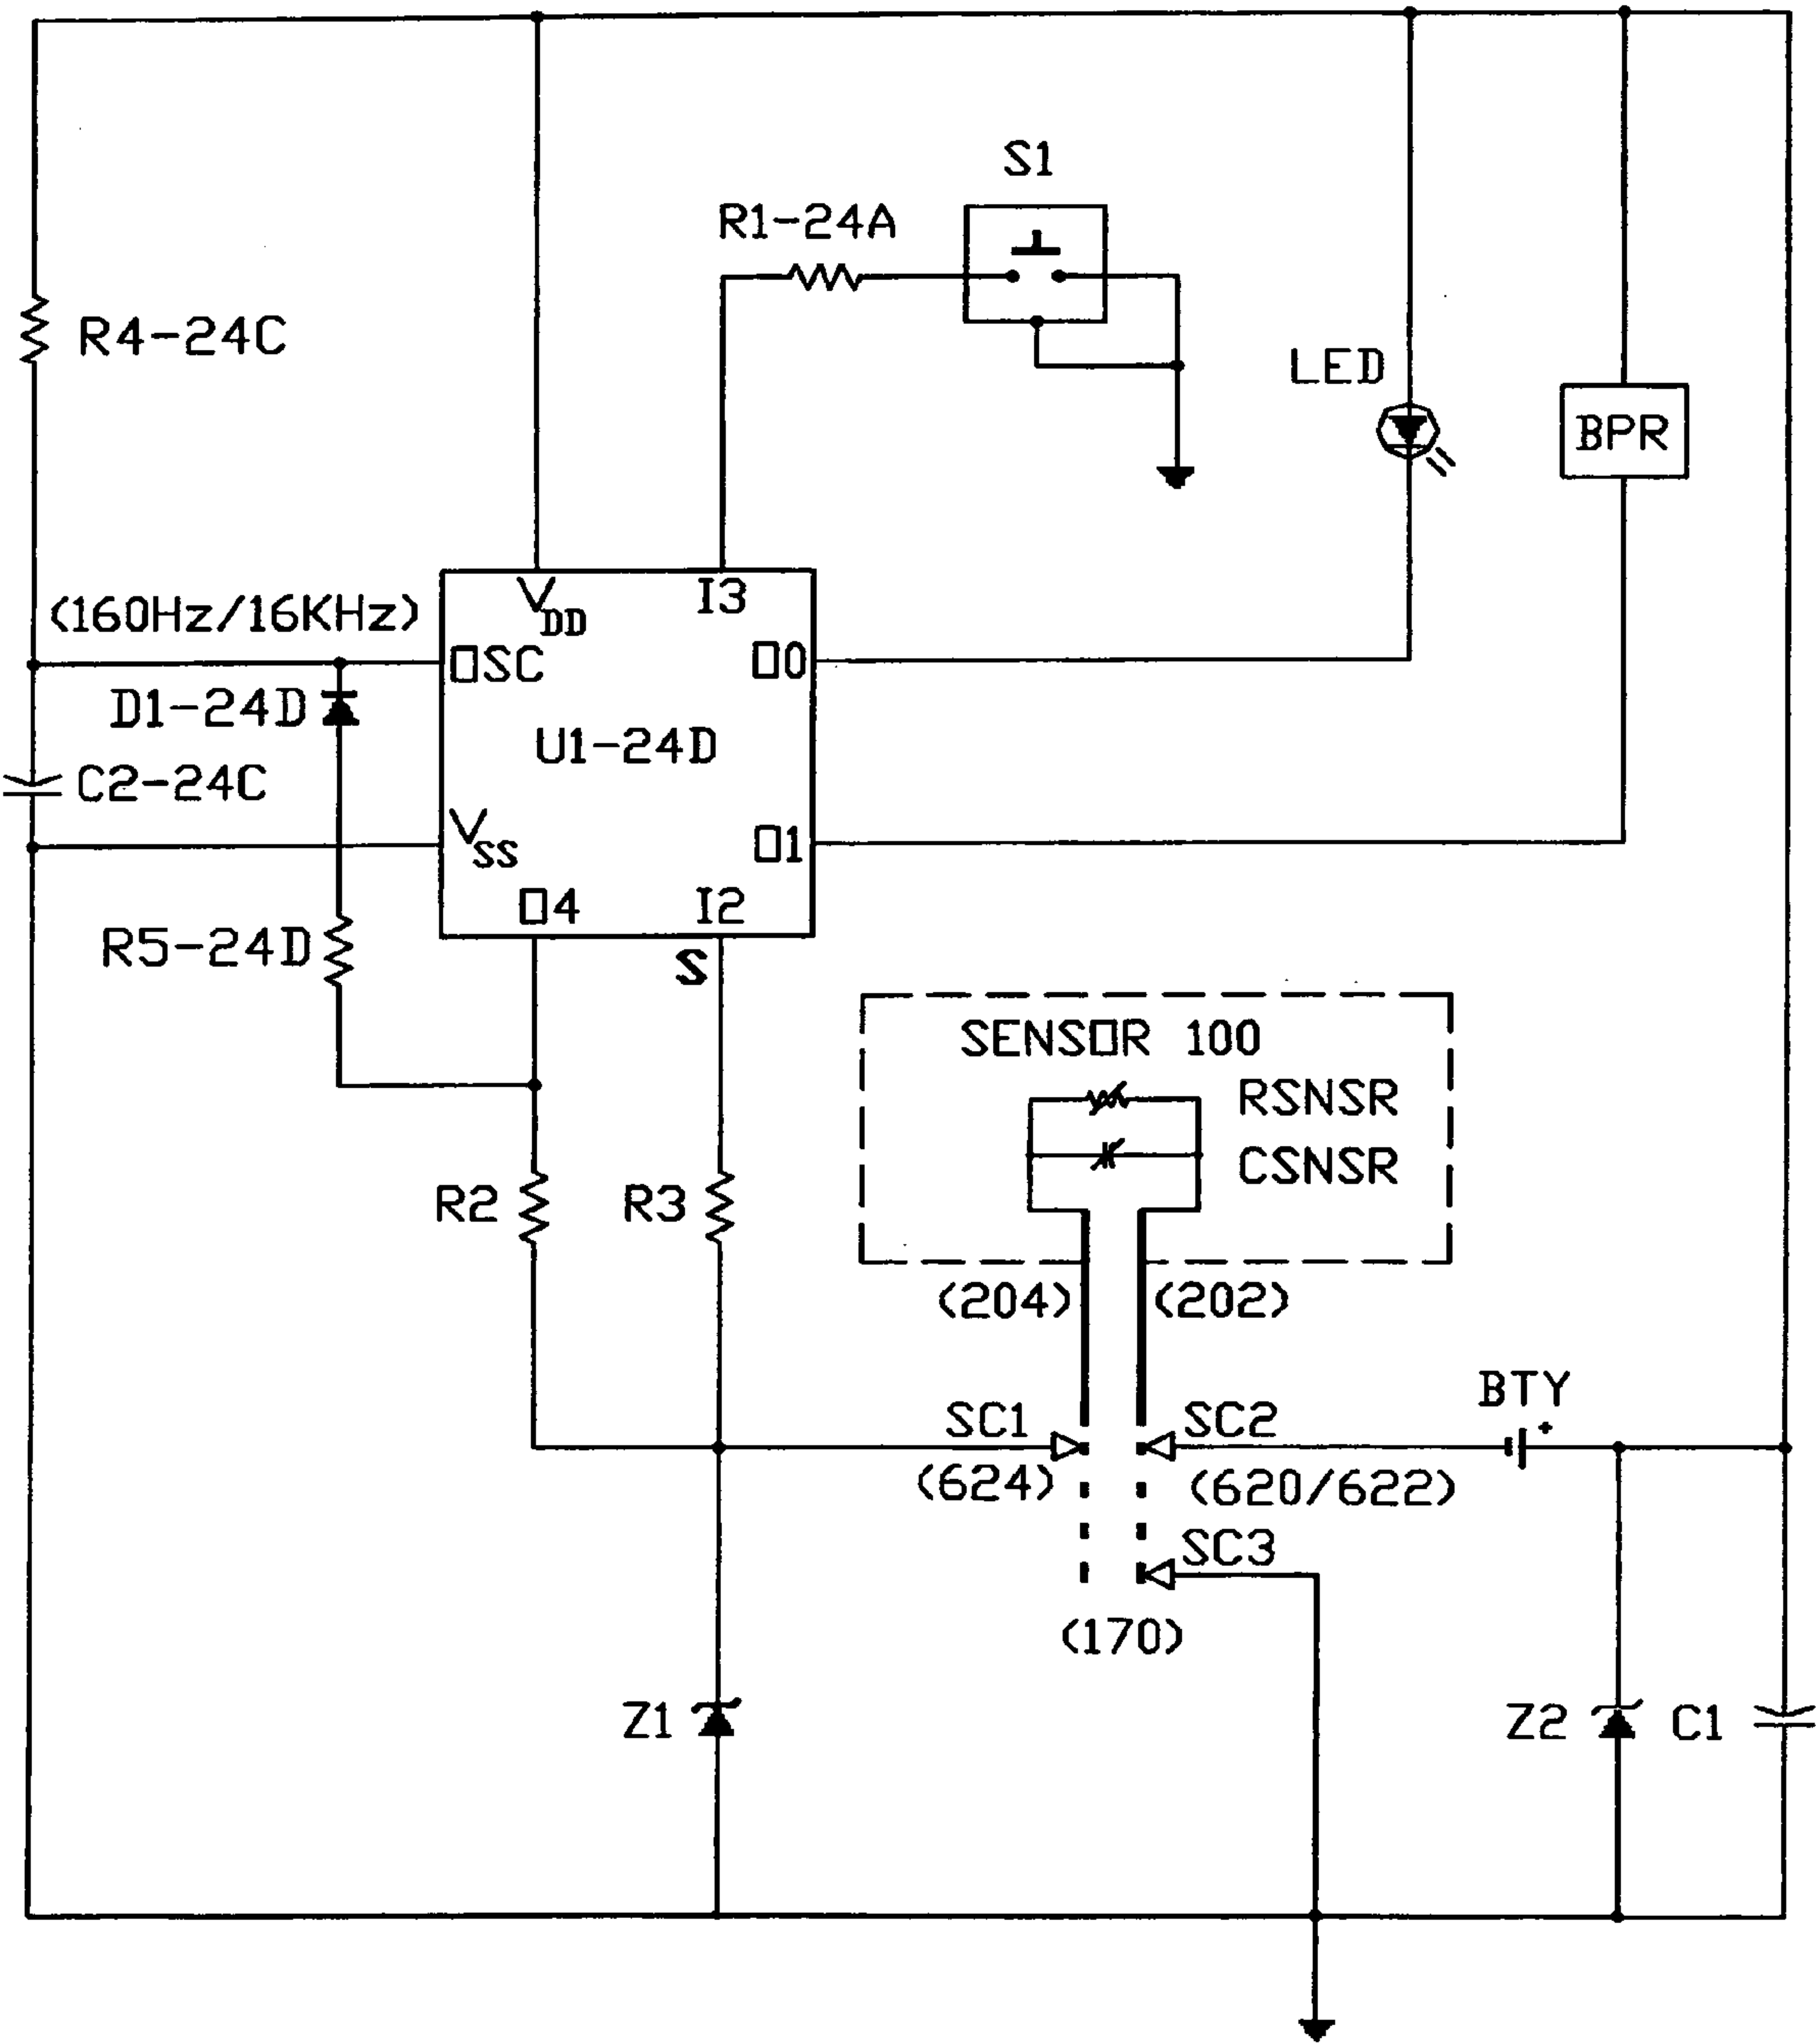 S1
R1-24A
R4-24C
LED
BPR
(160Hz/16KHz)
VDD
I3
OSC
O0
D1-24D
U1-24D
C2-24C
VSS
O1
O4
I2
R5-24D
S
SENSOR 100
RSNSR
CSNSR
R2
R3
(204)
(202)
BTY
+
SC1
SC2
(624)
(620/622)
SC3
(170)
Z1
Z2
C1